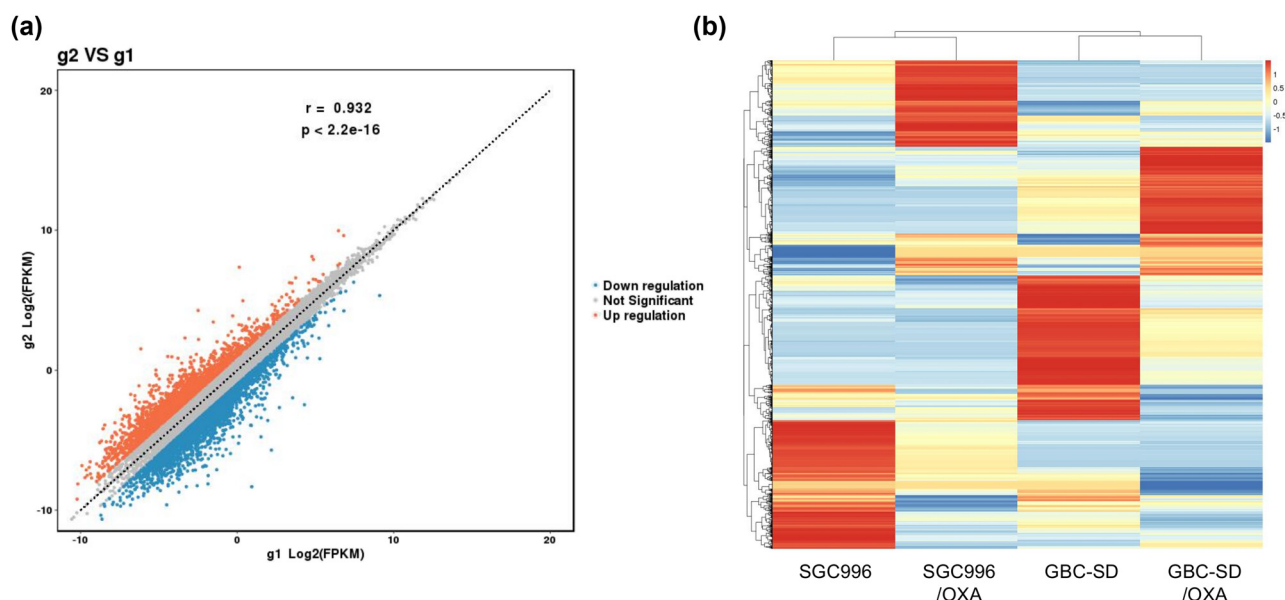 (a)
g2 VS g1
r = 0.932
p < 2.2e-16
20
10
0
-10
g2 Log2(FPKM)
-10
0
10
20
g1 Log2(FPKM)
Down regulation
Not Significant
Up regulation
(b)
1
0.5
0
-0.5
-1
SGC996
SGC996
/OXA
GBC-SD
GBC-SD
/OXA